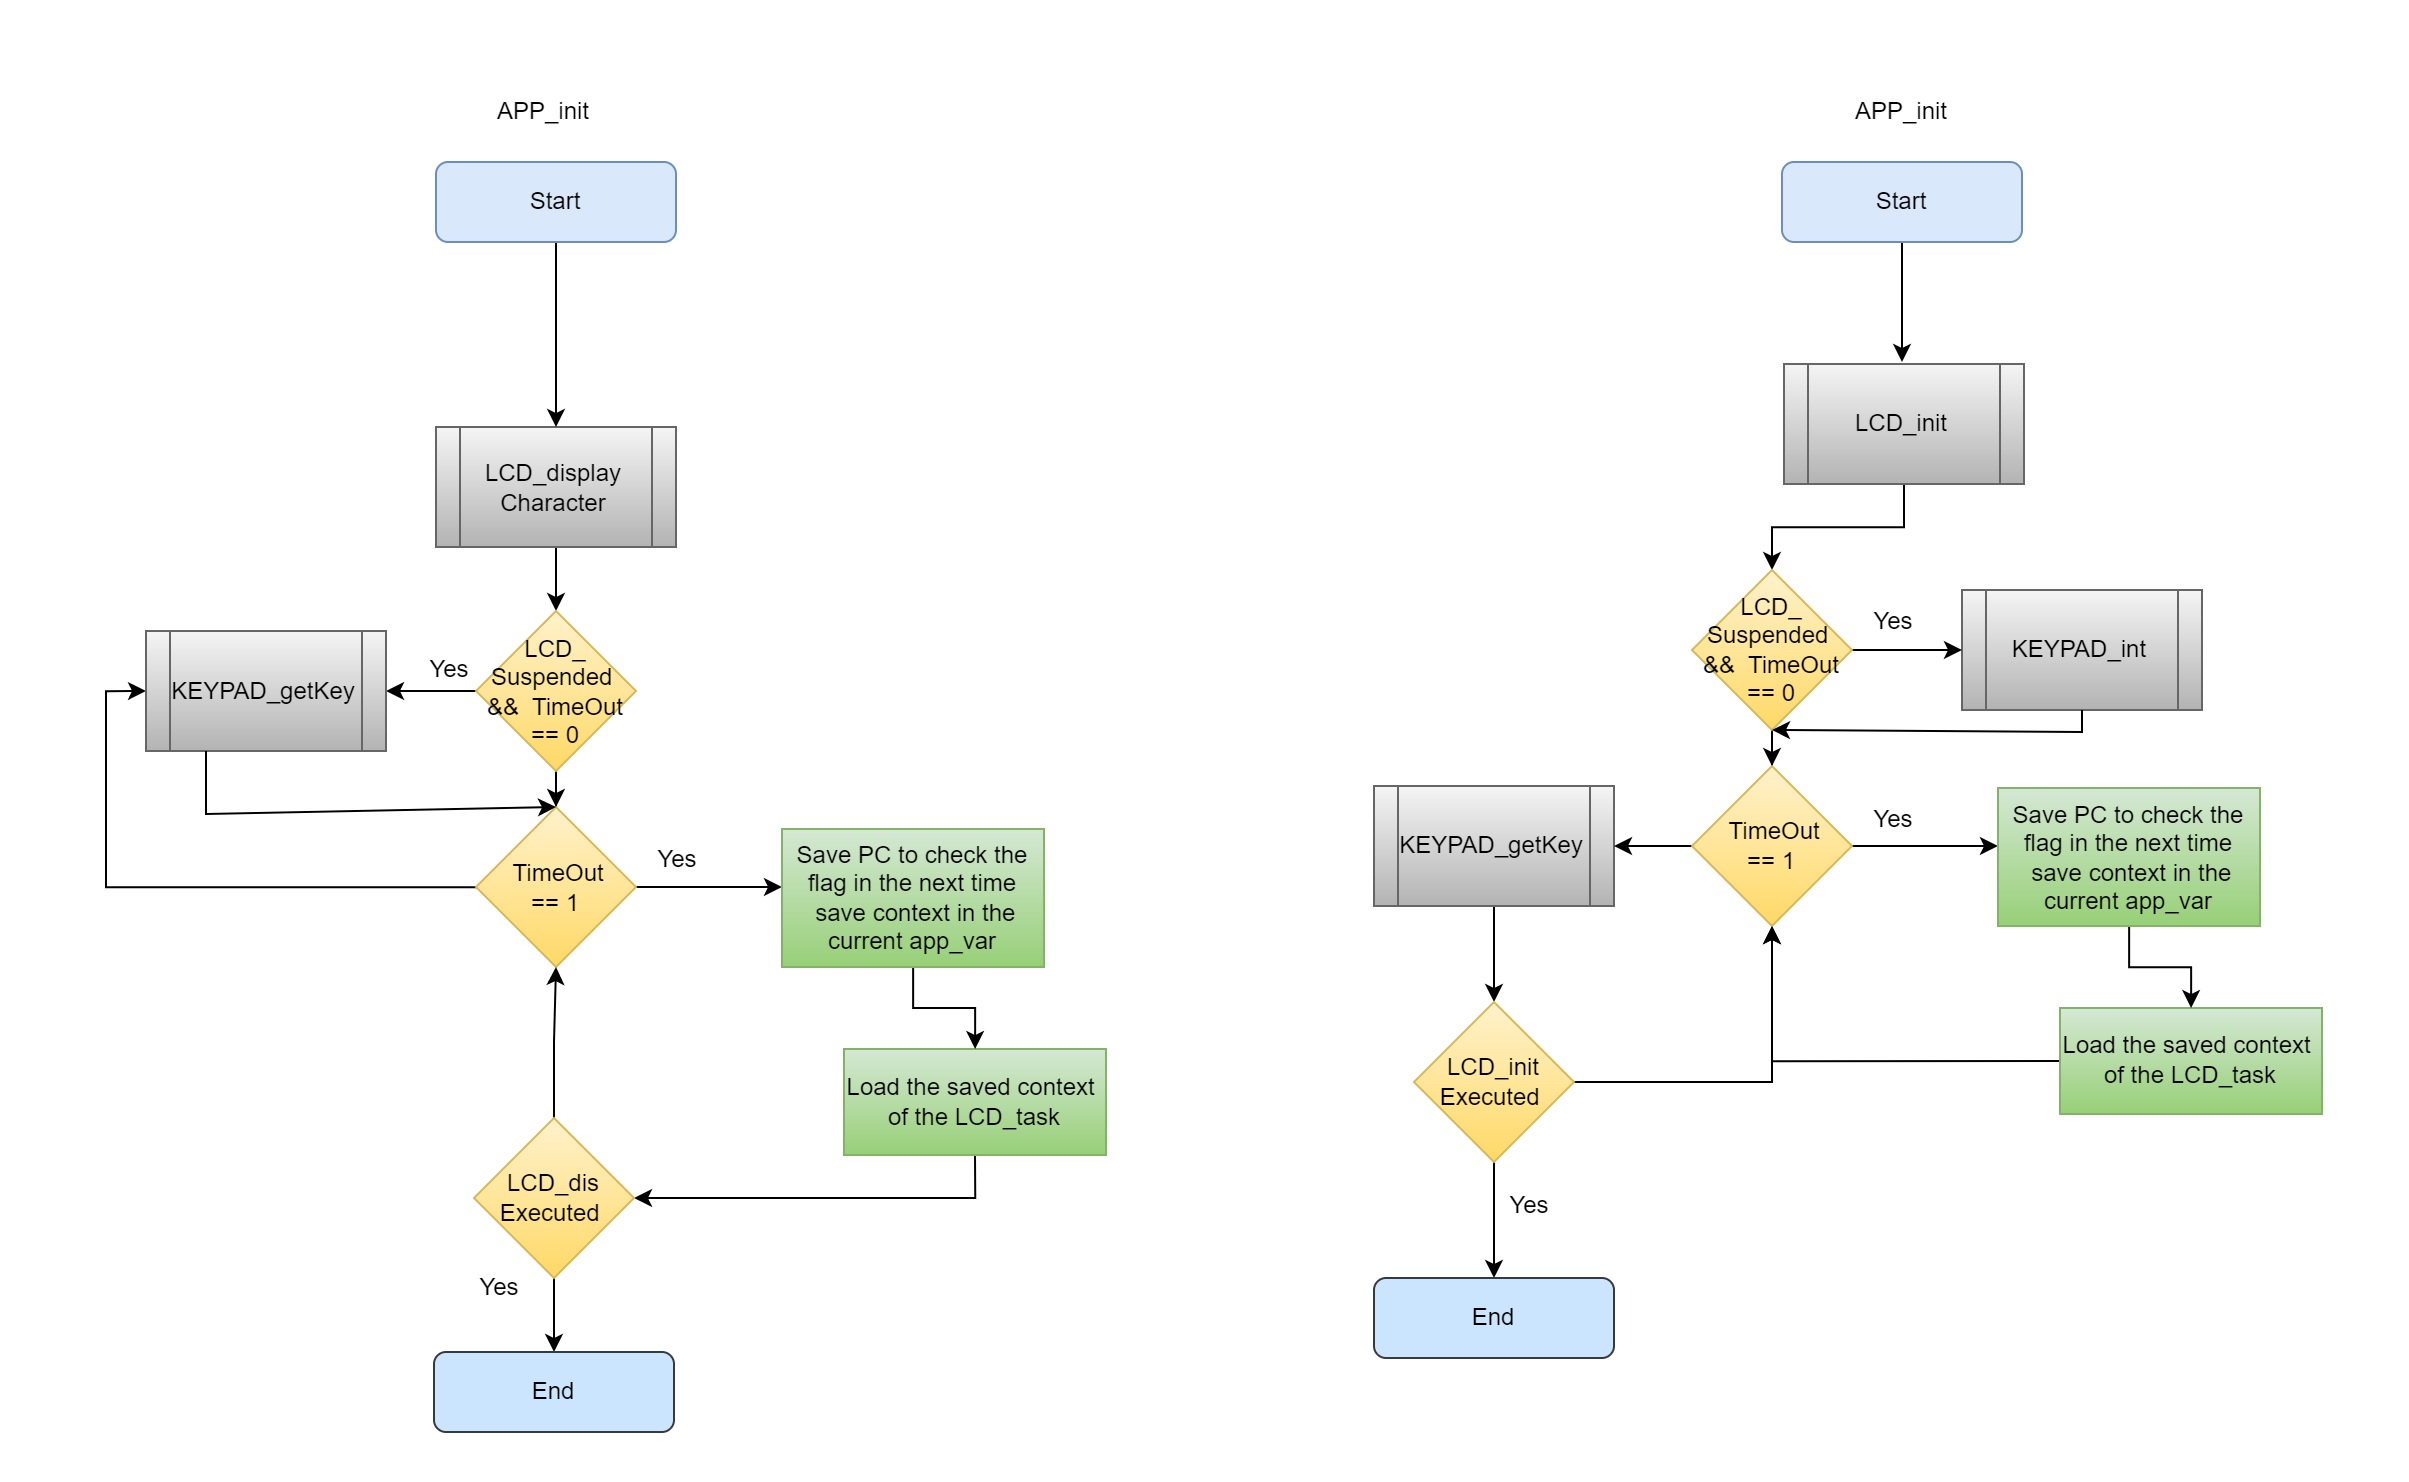 APP_init
Start
LCD_display
Character
LCD_
Suspended
&& TimeOut
== 0
Yes
KEYPAD_getKey
TimeOut
== 1
Yes
Save PC to check the
flag in the next time
save context in the
current app_var
Load the saved context
of the LCD_task
LCD_dis
Executed
Yes
End
APP_init
Start
LCD_init
LCD_
Suspended
&& TimeOut
== 0
Yes
KEYPAD_int
TimeOut
== 1
Yes
Save PC to check the
flag in the next time
save context in the
current app_var
Load the saved context
of the LCD_task
KEYPAD_getKey
LCD_init
Executed
Yes
End